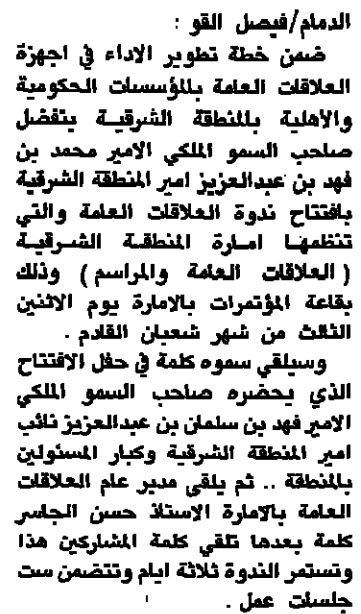 الدمام/فيصل القو :
ضمن خطة تطوير الاداء في اجهزة
العلاقات العامة بالمؤسسات الحكومية
والأهلية بالمنطقة الشرقية يتفضل
صاحب السمو الملكي الامير محمد بن
فهد بن عبدالعزيز امير المنطقة الشرقية
بافتتاح ندوة العلاقات العامة والتي
تنظمها امارة المنطقة الشرقية
( العلاقات العامة والمراسم ) وذلك
بقاعة المؤتمرات بالامارة يوم الاثنين
الثالث من شهر شعبان القادم .
وسيلقي سموه كلمة في حفل الافتتاح
الذي يحضره صاحب السمو الملكي
الامير فهد بن سلمان بن عبدالعزيز نائب
امير المنطقة الشرقية وكبار المسئولين
بالمنطقة .. ثم يلقى مدير عام العلاقات
العامة بالامارة الاستاذ حسن الجاسر
كلمة بعدها تلقي كلمة المشاركين هذا
وتستمر الندوة ثلاثة ايام وتتضمن ست
جلسات عمل .